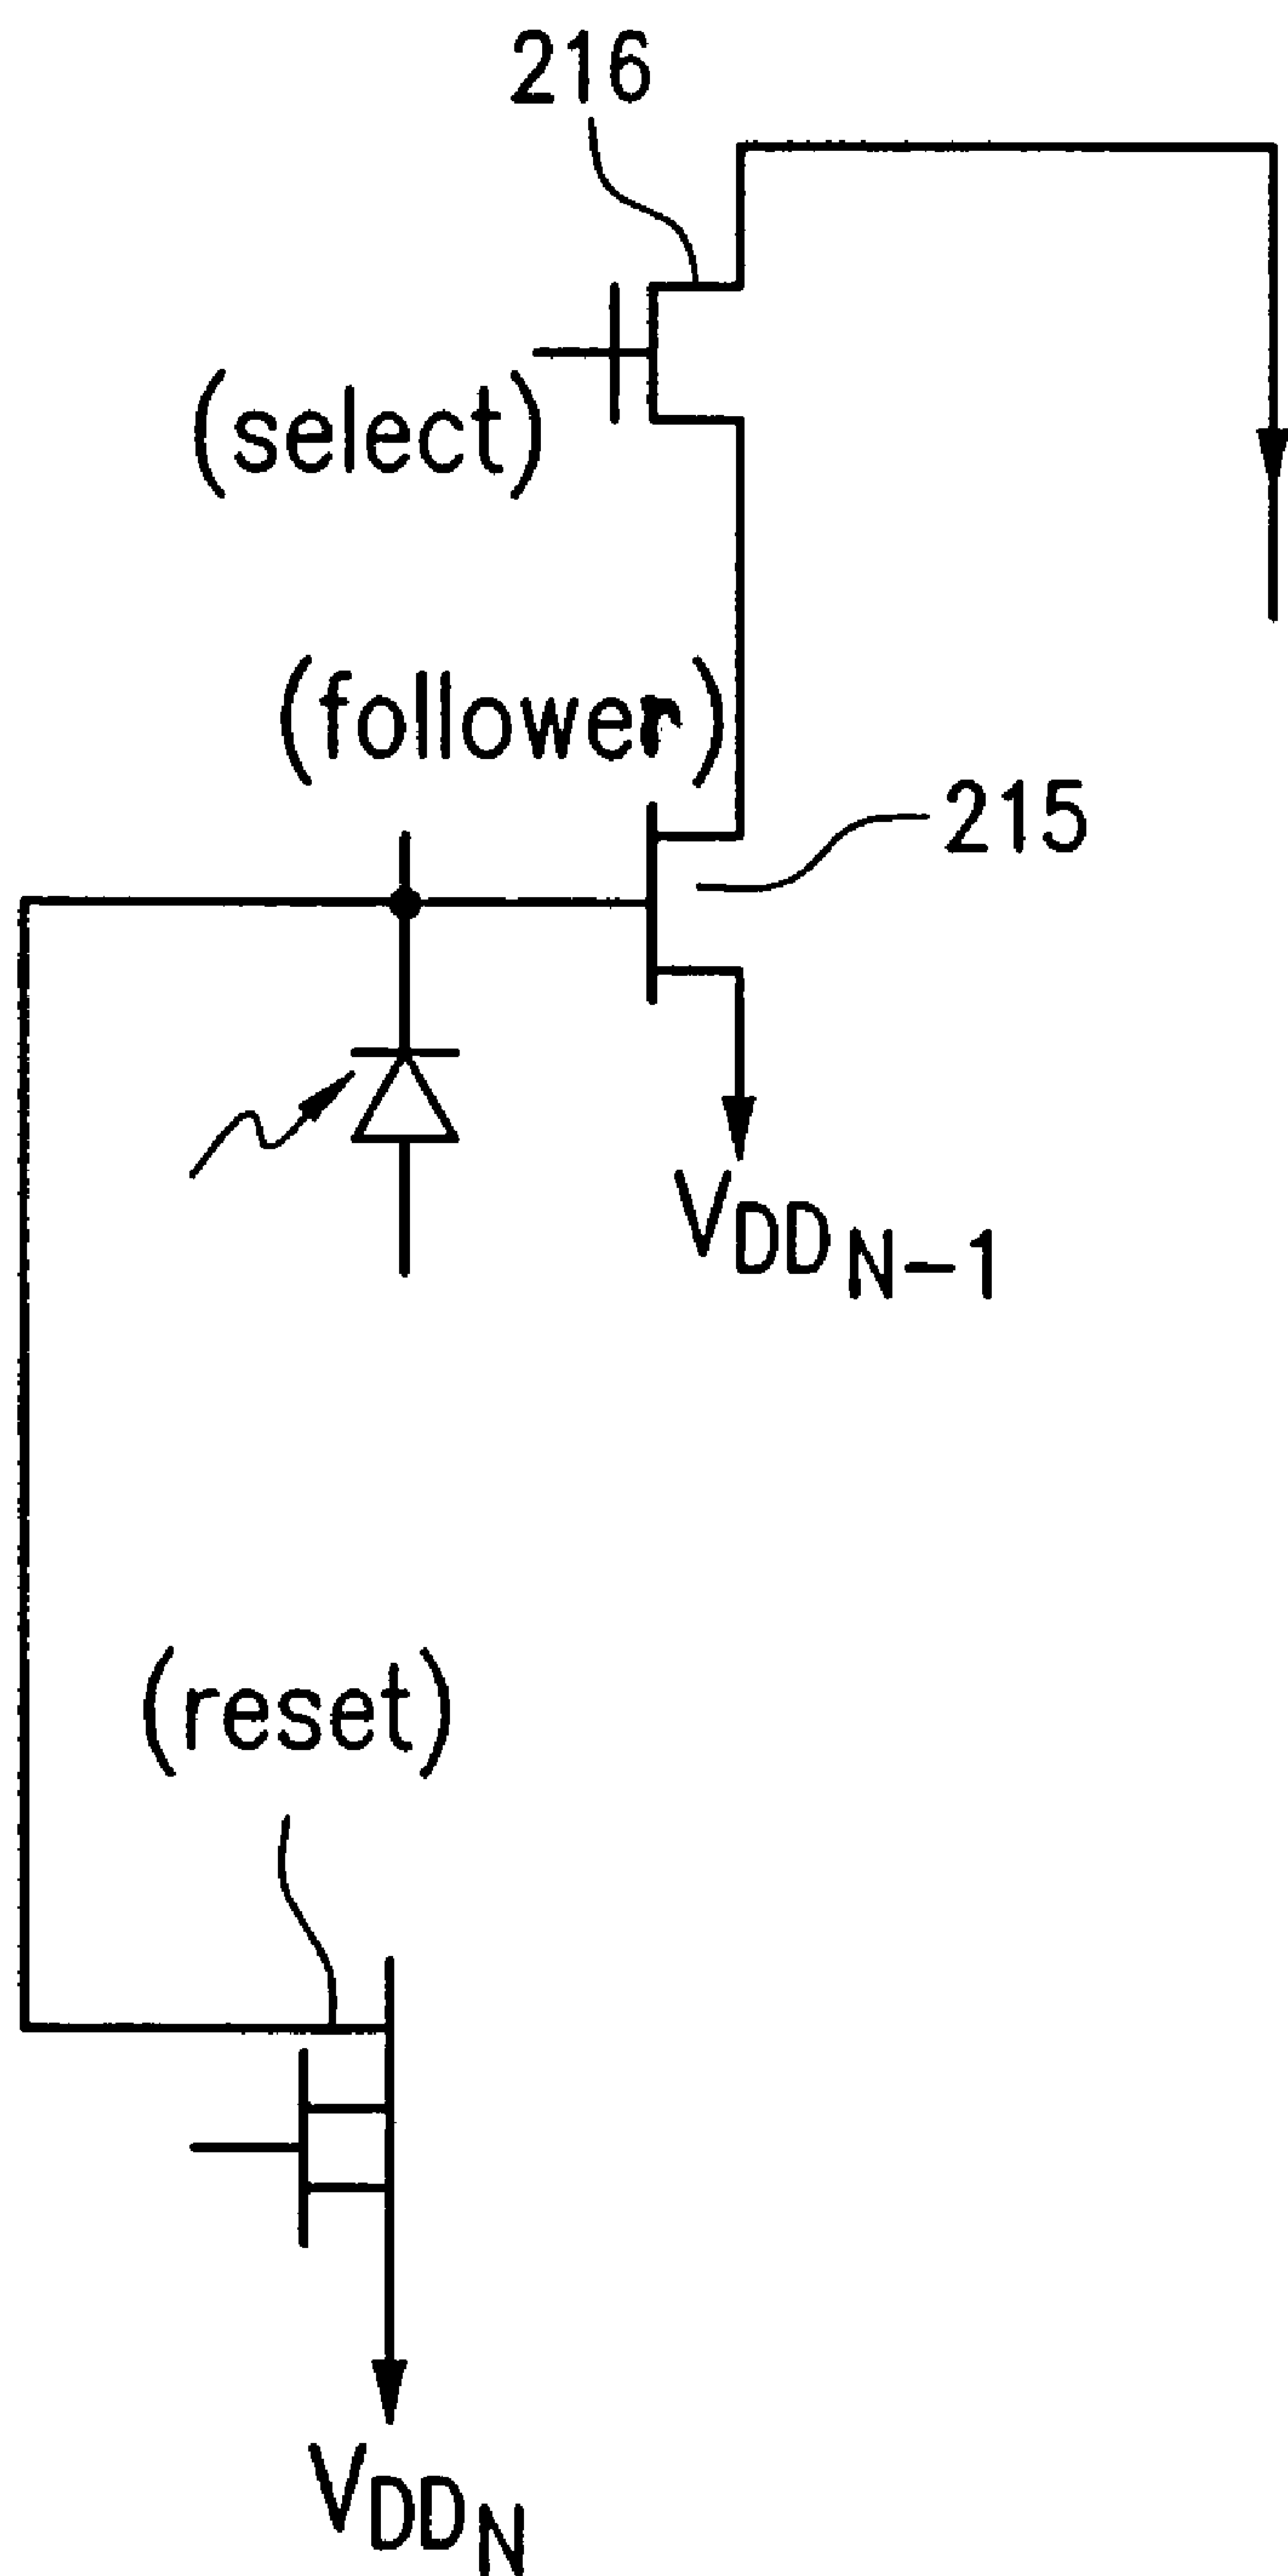 216
(select)
(follower)
215
VDDN-1
(reset)
VDDN